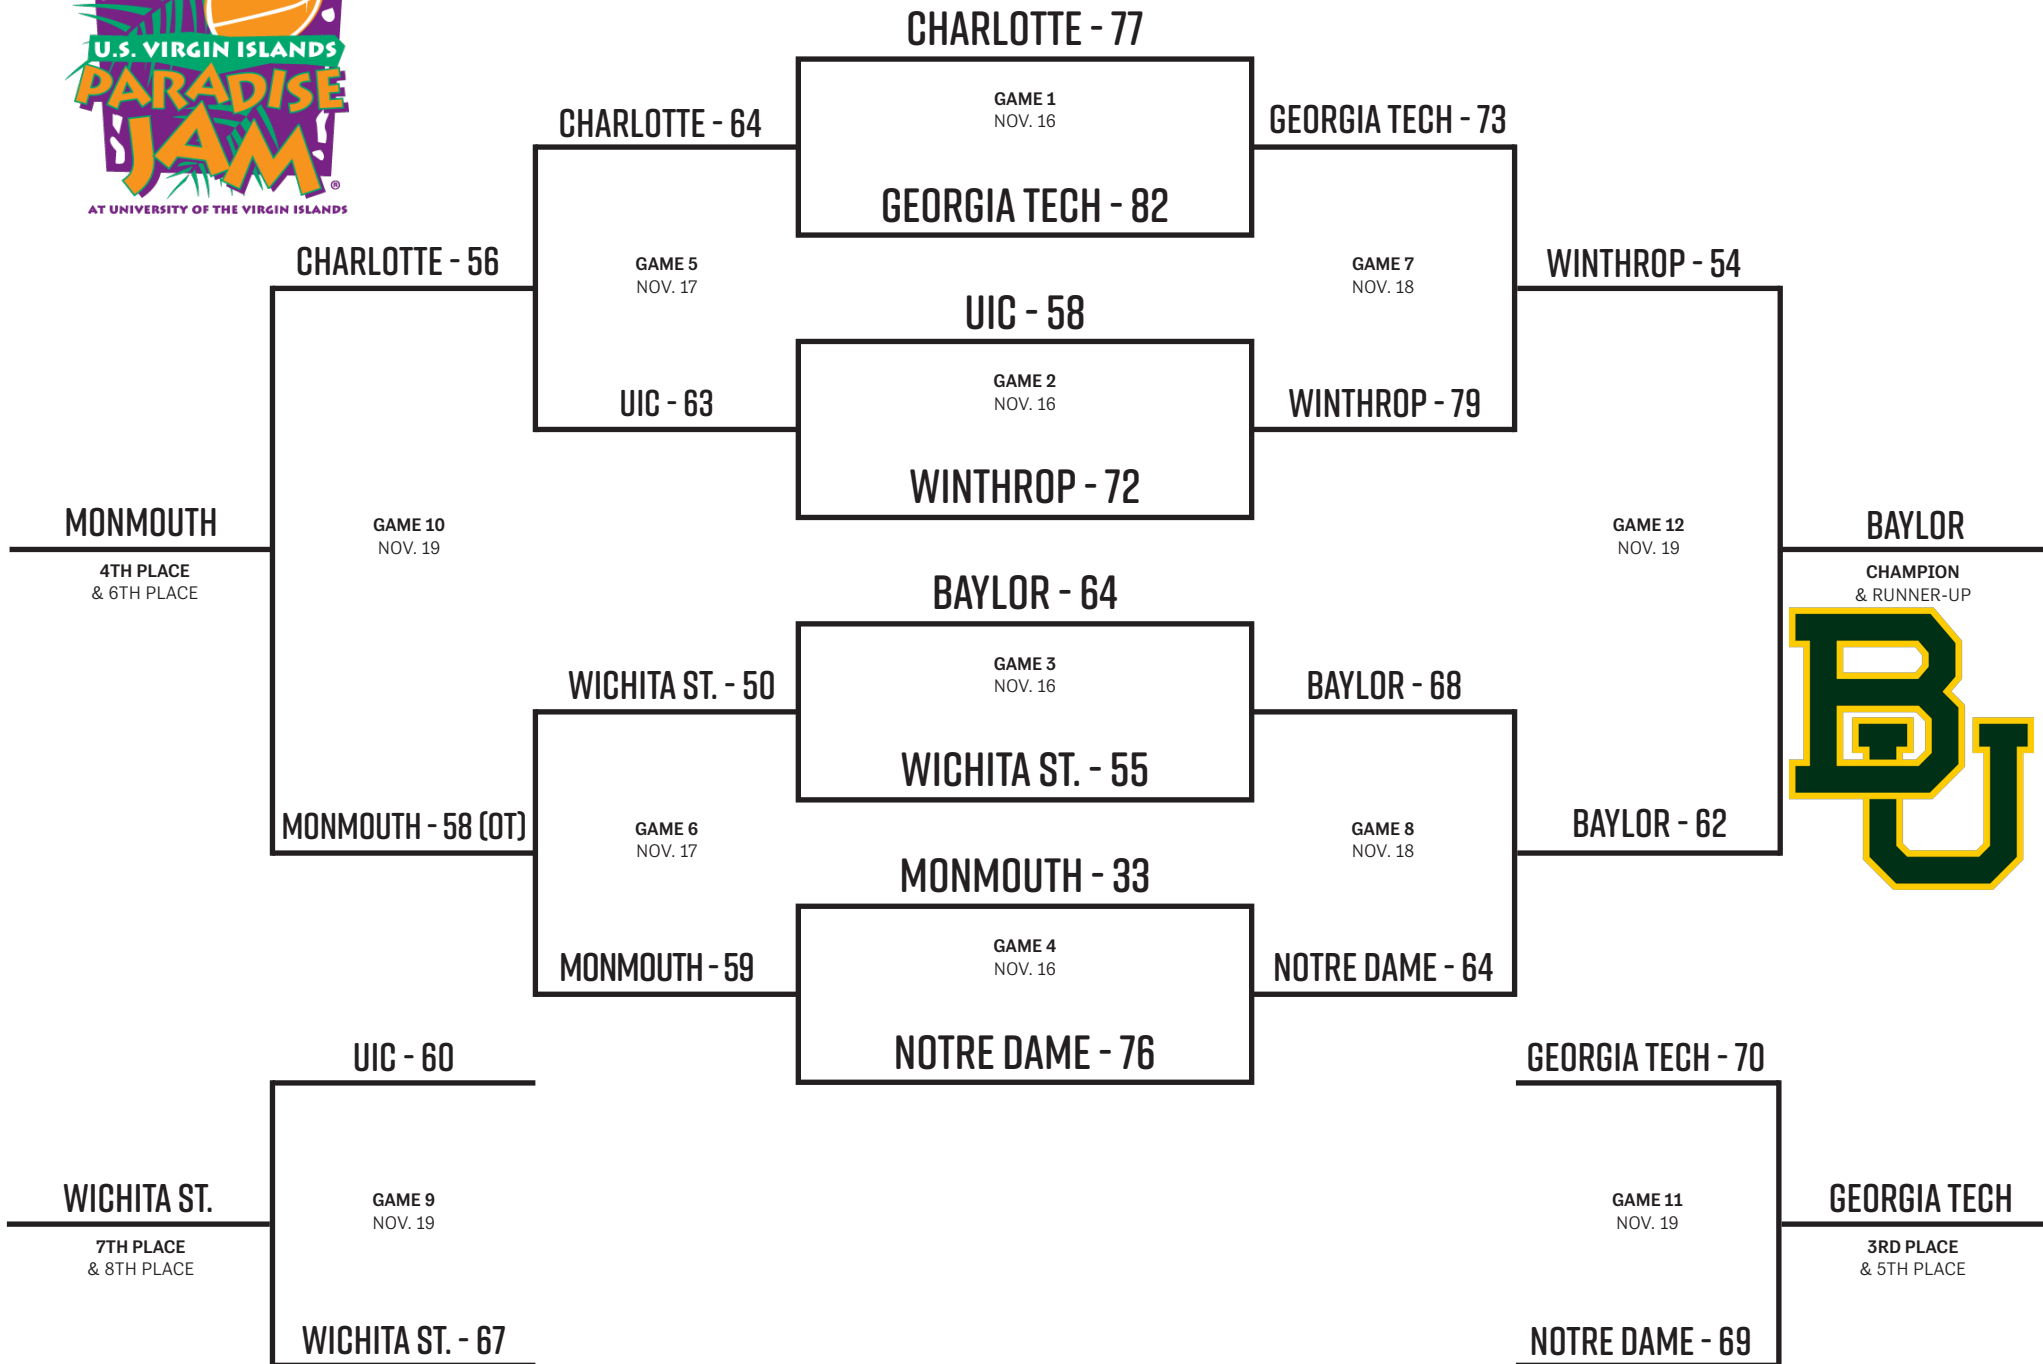 U.S. VIRGIN ISLANDS
PARADISE
JAM®
AT UNIVERSITY OF THE VIRGIN ISLANDS
CHARLOTTE - 77
GAME 1
NOV. 16
GEORGIA TECH - 82
UIC - 58
GAME 2
NOV. 16
WINTHROP - 72
BAYLOR - 64
GAME 3
NOV. 16
WICHITA ST. - 55
MONMOUTH - 33
GAME 4
NOV. 16
NOTRE DAME - 76
CHARLOTTE - 64
GAME 5
NOV. 17
UIC - 63
WICHITA ST. - 50
GAME 6
NOV. 17
MONMOUTH - 59
GEORGIA TECH - 73
GAME 7
NOV. 18
WINTHROP - 79
BAYLOR - 68
GAME 8
NOV. 18
NOTRE DAME - 64
CHARLOTTE - 56
GAME 10
NOV. 19
MONMOUTH - 58 (OT)
MONMOUTH
4TH PLACE
& 6TH PLACE
WINTHROP - 54
GAME 12
NOV. 19
BAYLOR - 62
BAYLOR
CHAMPION
& RUNNER-UP
BU
UIC - 60
GAME 9
NOV. 19
WICHITA ST. - 67
WICHITA ST.
7TH PLACE
& 8TH PLACE
GEORGIA TECH - 70
GAME 11
NOV. 19
NOTRE DAME - 69
GEORGIA TECH
3RD PLACE
& 5TH PLACE